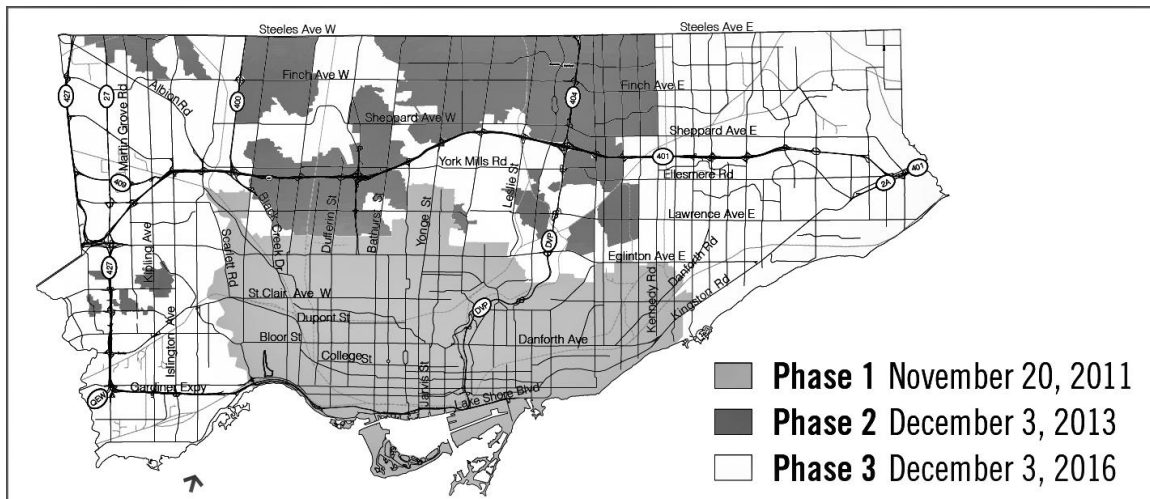 Steeles Ave W
Steeles Ave E
427
27
Martin Grove Rd
Albion Rd
400
Finch Ave W
404
Finch Ave E
Sheppard Ave W
Sheppard Ave E
409
York Mills Rd
401
Ellesmere Rd
2A
401
Leslie St
Black Creek Dr
Dufferin St
Bathurst St
Yonge St
Lawrence Ave E
DVP
427
Kipling Ave
Scarlett Rd
Eglinton Ave E
Kennedy Rd
Danforth Rd
Kingston Rd
St.Clair Ave W
DVP
Dupont St
Islington Ave
Bloor St
College St
Danforth Ave
Jarvis St
Gardiner Expy
QEW
Lake Shore Blvd
Phase 1 November 20, 2011
Phase 2 December 3, 2013
Phase 3 December 3, 2016